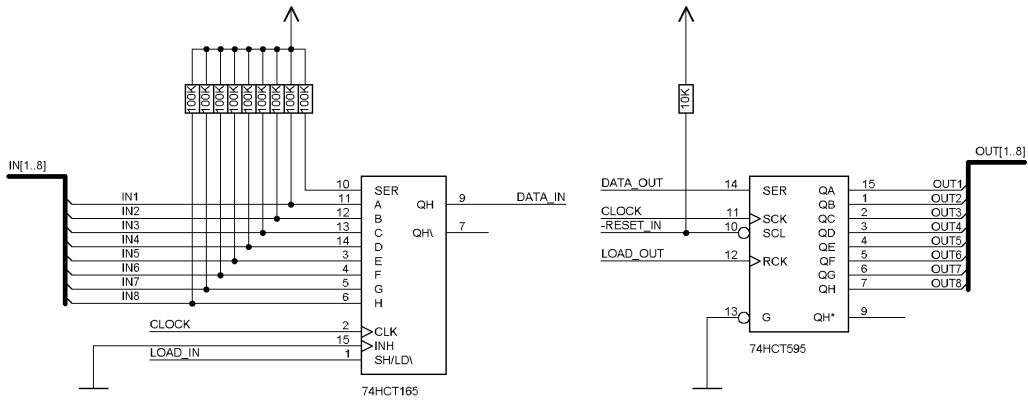 100K 100K 100K 100K 100K 100K 100K 100K 100K
10K
IN[1..8]
OUT[1..8]
IN1
IN2
IN3
IN4
IN5
IN6
IN7
IN8
CLOCK
LOAD_IN
10 SER
11 A QH 9 DATA_IN
12 B
13 C QH\ 7
14 D
3 E
4 F
5 G
6 H
2 CLK
15 INH
1 SH/LD\
74HCT165
DATA_OUT 14 SER QA 15 OUT1
QB 1 OUT2
CLOCK 11 SCK QC 2 OUT3
-RESET_IN 10 SCL QD 3 OUT4
QE 4 OUT5
LOAD_OUT 12 RCK QF 5 OUT6
QG 6 OUT7
QH 7 OUT8
13 G QH* 9
74HCT595